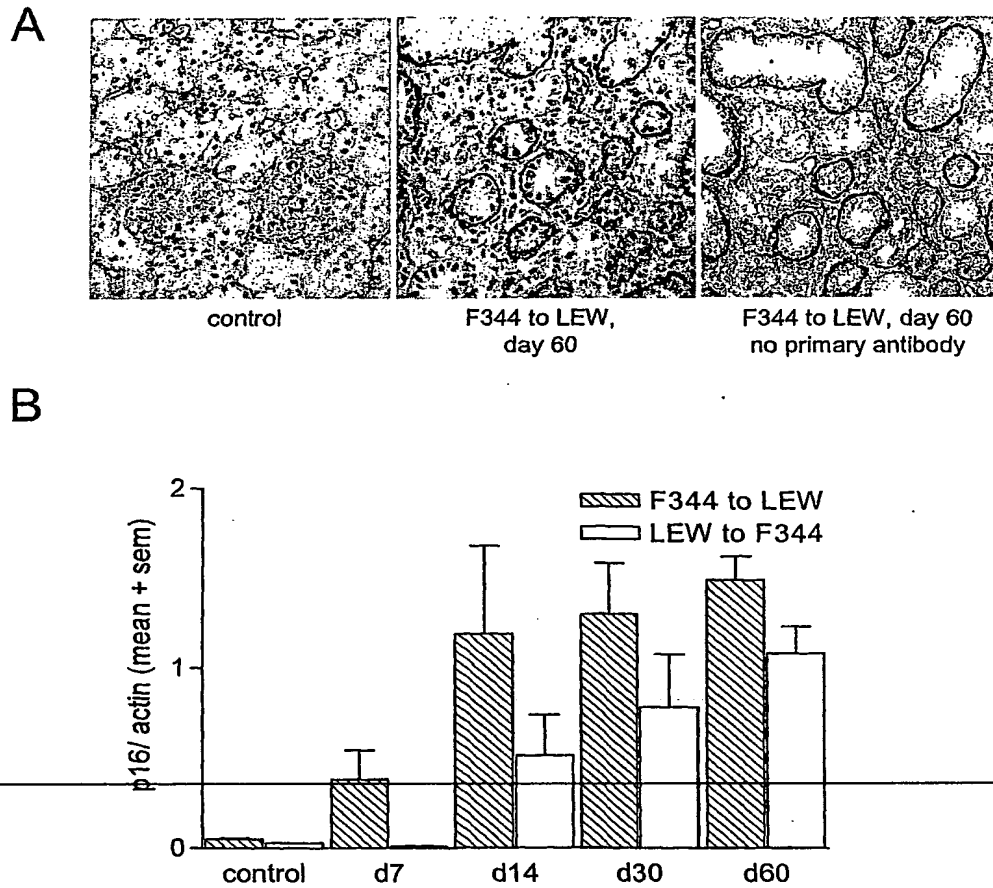 A
control
F344 to LEW,
day 60
F344 to LEW, day 60
no primary antibody
B
p16/ actin (mean + sem)
2
1
0
F344 to LEW
LEW to F344
control
d7
d14
d30
d60